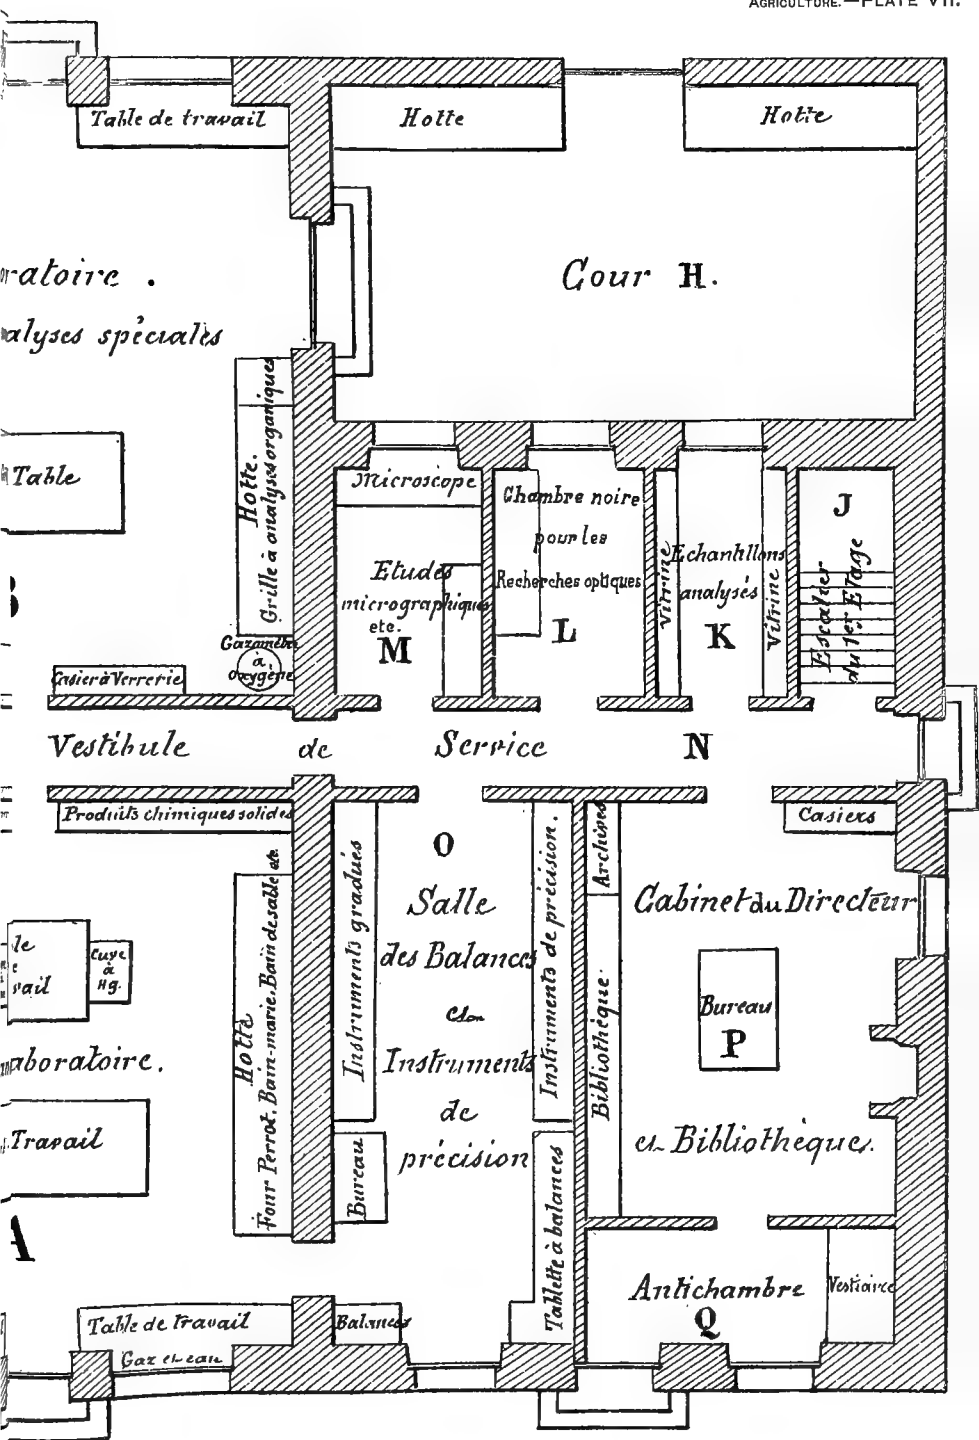 AGRICULTURE.—PLATE VII.
Table de travail
Hotte
Hotte
oratoire.
alyses spéciales
Cour H.
Hotte.
Grille à analyses organiques
Table
Microscope
Etudes
micrographiques
etc.
M
Chambre noire
pour les
Recherches optiques
L
Vitrine
Echantillons
analysés
K
Vitrine
J
Escalier
du 1er Etage
Gazomètre
à
oxygène
Casier à Verrerie
Vestibule de Service N
Produits chimiques solides
Hotte
Four Perrot. Bain-marie. Bain de sable etc.
le
vail
Cuve
à
Hg.
aboratoire.
Travail
A
Table de travail
Gaz et eau
Instruments gradués
Bureau
Balances
O
Salle
des Balances
et
Instruments
de
précision
Instruments de précision.
Tablette à balances
Archives
Bibliothèque.
Casiers
Cabinet du Directeur
Bureau
P
et Bibliothèque.
Antichambre
Q
Vestiaire